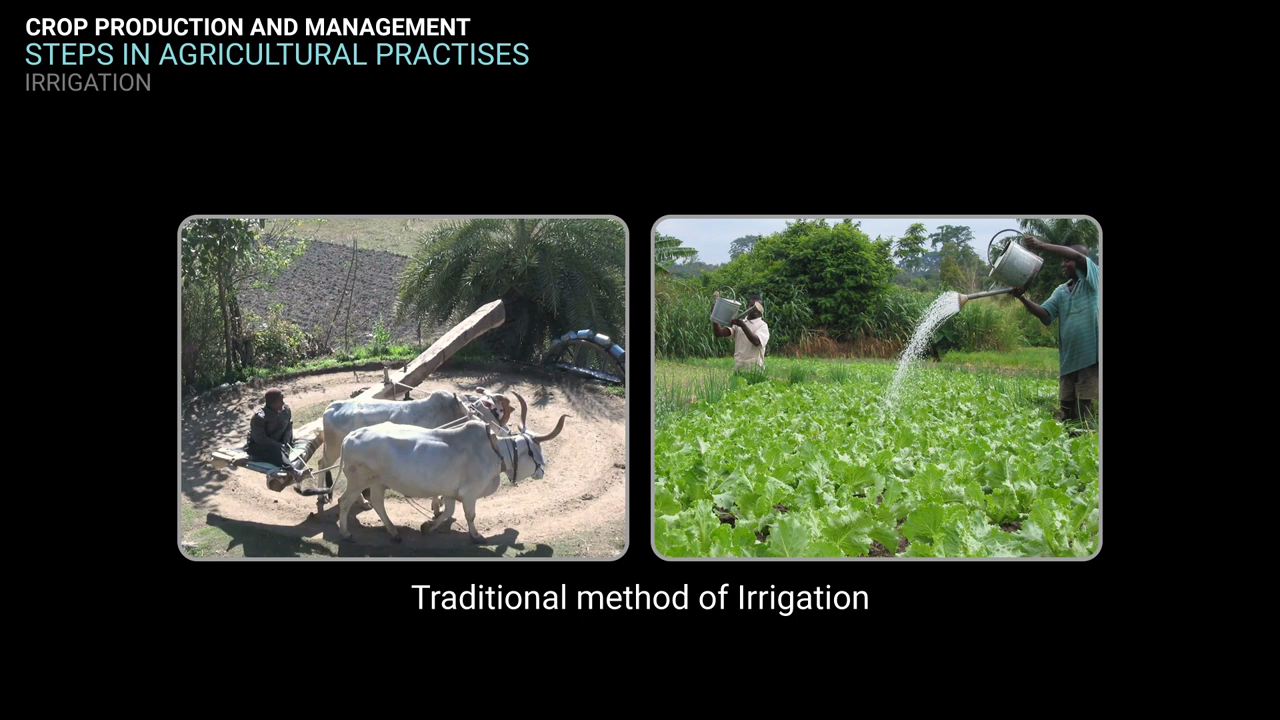 CROP PRODUCTION AND MANAGEMENT
STEPS IN AGRICULTURAL PRACTISES
IRRIGATION
Traditional method of Irrigation